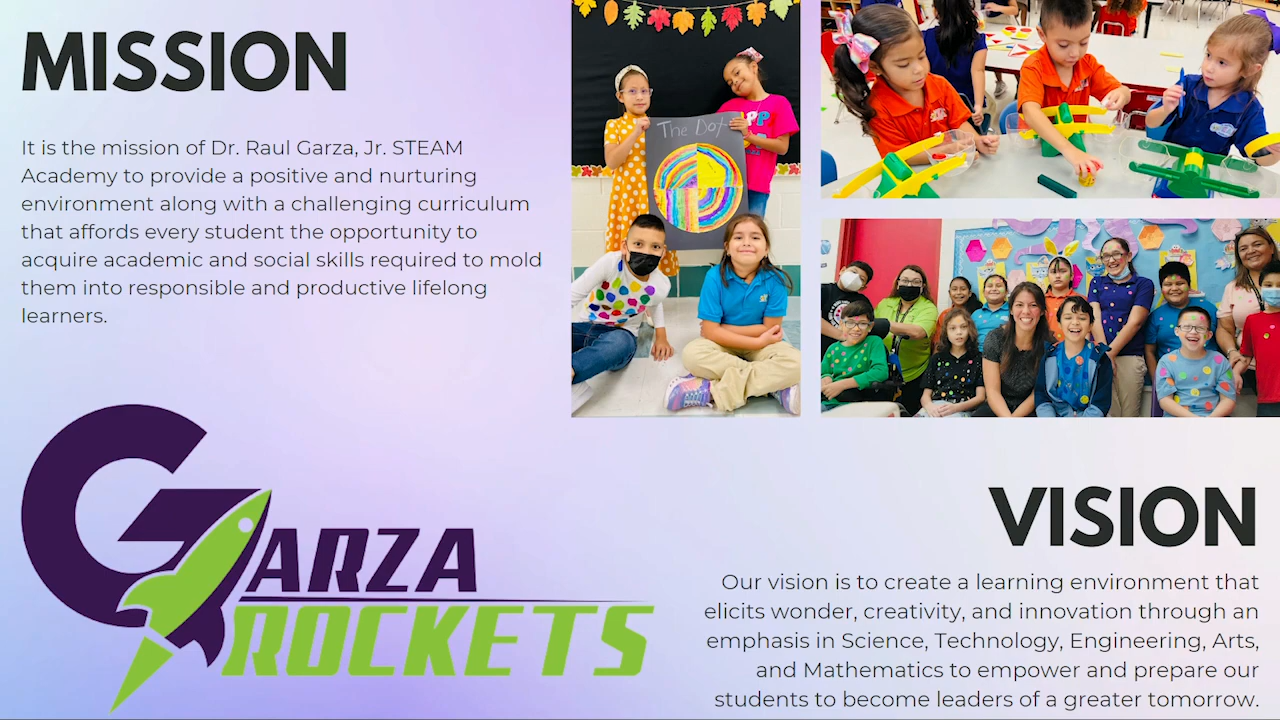 MISSION
It is the mission of Dr. Raul Garza, Jr. STEAM
Academy to provide a positive and nurturing
environment along with a challenging curriculum
that affords every student the opportunity to
acquire academic and social skills required to mold
them into responsible and productive lifelong
learners.
The Dot
GARZA
ROCKETS
VISION
Our vision is to create a learning environment that
elicits wonder, creativity, and innovation through an
emphasis in Science, Technology, Engineering, Arts,
and Mathematics to empower and prepare our
students to become leaders of a greater tomorrow.